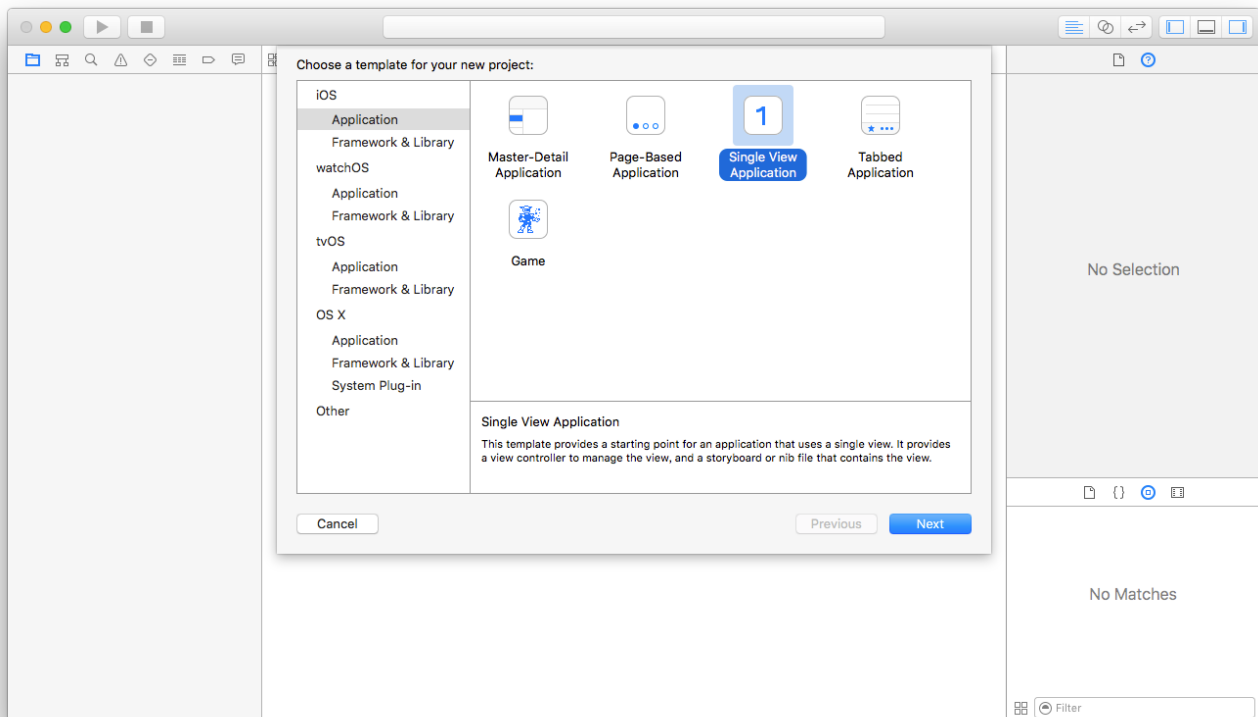 Choose a template for your new project:
iOS
Application
Framework & Library
watchOS
Application
Framework & Library
tvOS
Application
Framework & Library
OS X
Application
Framework & Library
System Plug-in
Other
Master-Detail
Application
Page-Based
Application
1
Single View
Application
Tabbed
Application
Game
Single View Application
This template provides a starting point for an application that uses a single view. It provides
a view controller to manage the view, and a storyboard or nib file that contains the view.
Cancel
Previous
Next
No Selection
{}
No Matches
Filter